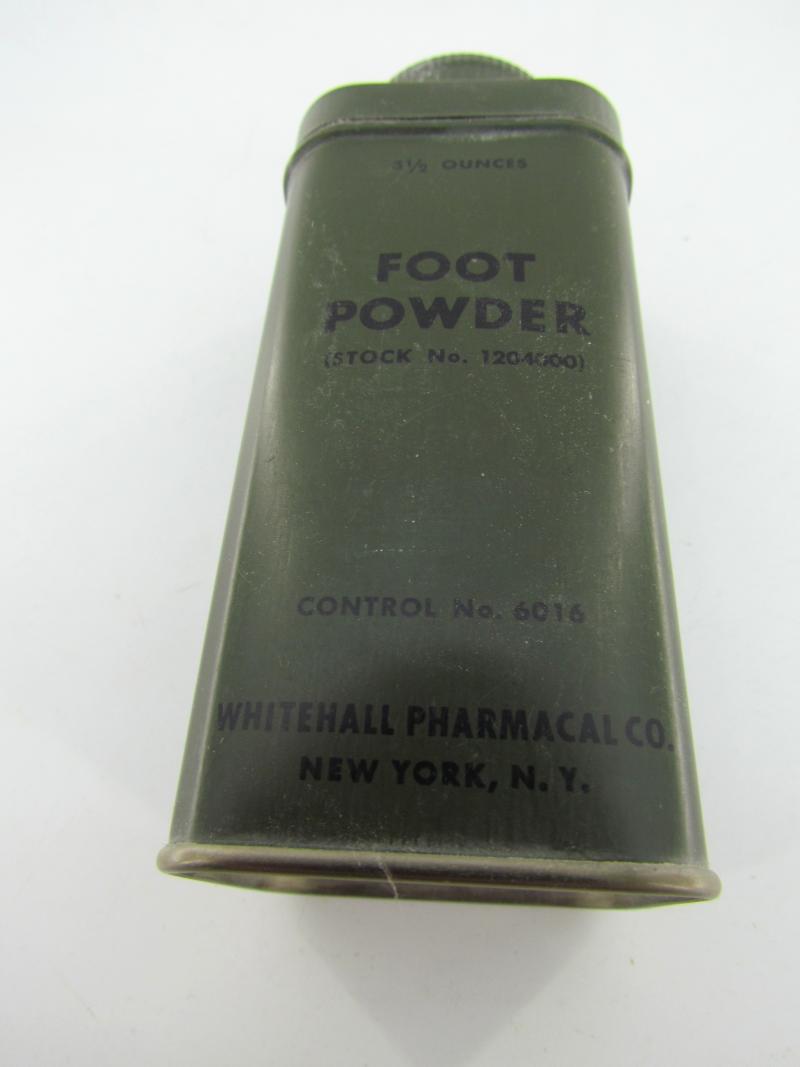 3½ OUNCES
FOOT
POWDER
(STOCK No. 1204000)
CONTROL No. 6016
WHITEHALL PHARMACAL CO.
NEW YORK, N. Y.